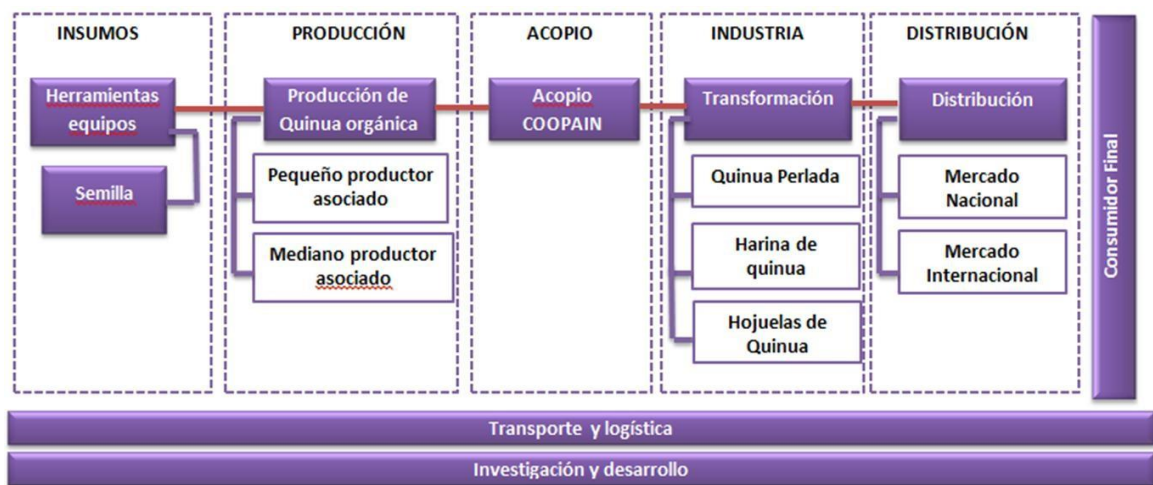 INSUMOS
PRODUCCIÓN
ACOPIO
INDUSTRIA
DISTRIBUCIÓN
Herramientas
equipos
Semilla
Producción de
Quinua orgánica
Pequeño productor
asociado
Mediano productor
asociado
Acopio
COOPAIN
Transformación
Quinua Perlada
Harina de
quinua
Hojuelas de
Quinua
Distribución
Mercado
Nacional
Mercado
Internacional
Consumidor Final
Transporte y logística
Investigación y desarrollo